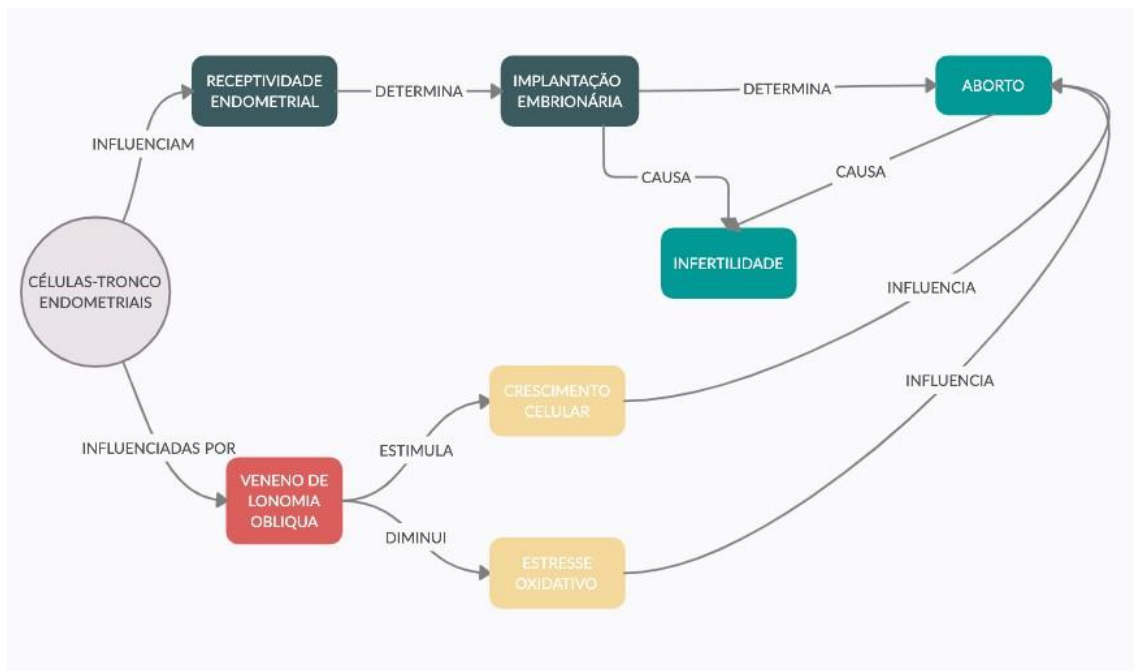 RECEPTIVIDADE
ENDOMETRIAL
DETERMINA
IMPLANTAÇÃO
EMBRIONÁRIA
DETERMINA
ABORTO
INFLUENCIAM
CAUSA
CAUSA
INFERTILIDADE
CÉLULAS-TRONCO
ENDOMETRIAIS
INFLUENCIA
CRESCIMENTO
CELULAR
INFLUENCIA
INFLUENCIADAS POR
ESTIMULA
VENENO DE
LONOMIA
OBLIQUA
DIMINUI
ESTRESSE
OXIDATIVO